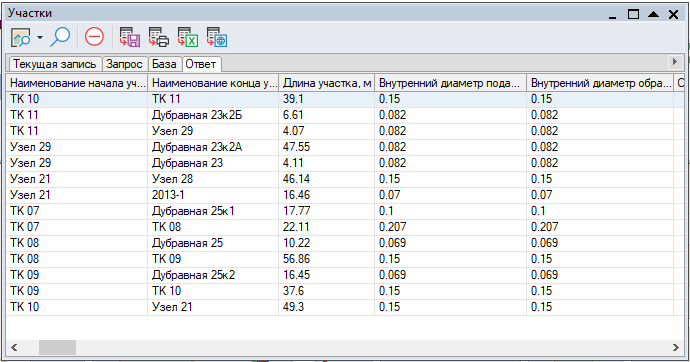 Участки
Текущая запись Запрос База Ответ
Наименование начала уч... Наименование конца у... Длина участка, м Внутренний диаметр пода... Внутренний диаметр обра... С
ТК 10 ТК 11 39.1 0.15 0.15
ТК 11 Дубравная 23к2Б 6.61 0.082 0.082
ТК 11 Узел 29 4.07 0.082 0.082
Узел 29 Дубравная 23к2А 47.55 0.082 0.082
Узел 29 Дубравная 23 4.11 0.082 0.082
Узел 21 Узел 28 46.14 0.15 0.15
Узел 21 2013-1 16.46 0.07 0.07
ТК 07 Дубравная 25к1 17.77 0.1 0.1
ТК 07 ТК 08 22.11 0.207 0.207
ТК 08 Дубравная 25 10.22 0.069 0.069
ТК 08 ТК 09 56.86 0.15 0.15
ТК 09 Дубравная 25к2 16.45 0.069 0.069
ТК 09 ТК 10 37.6 0.15 0.15
ТК 10 Узел 21 49.3 0.15 0.15